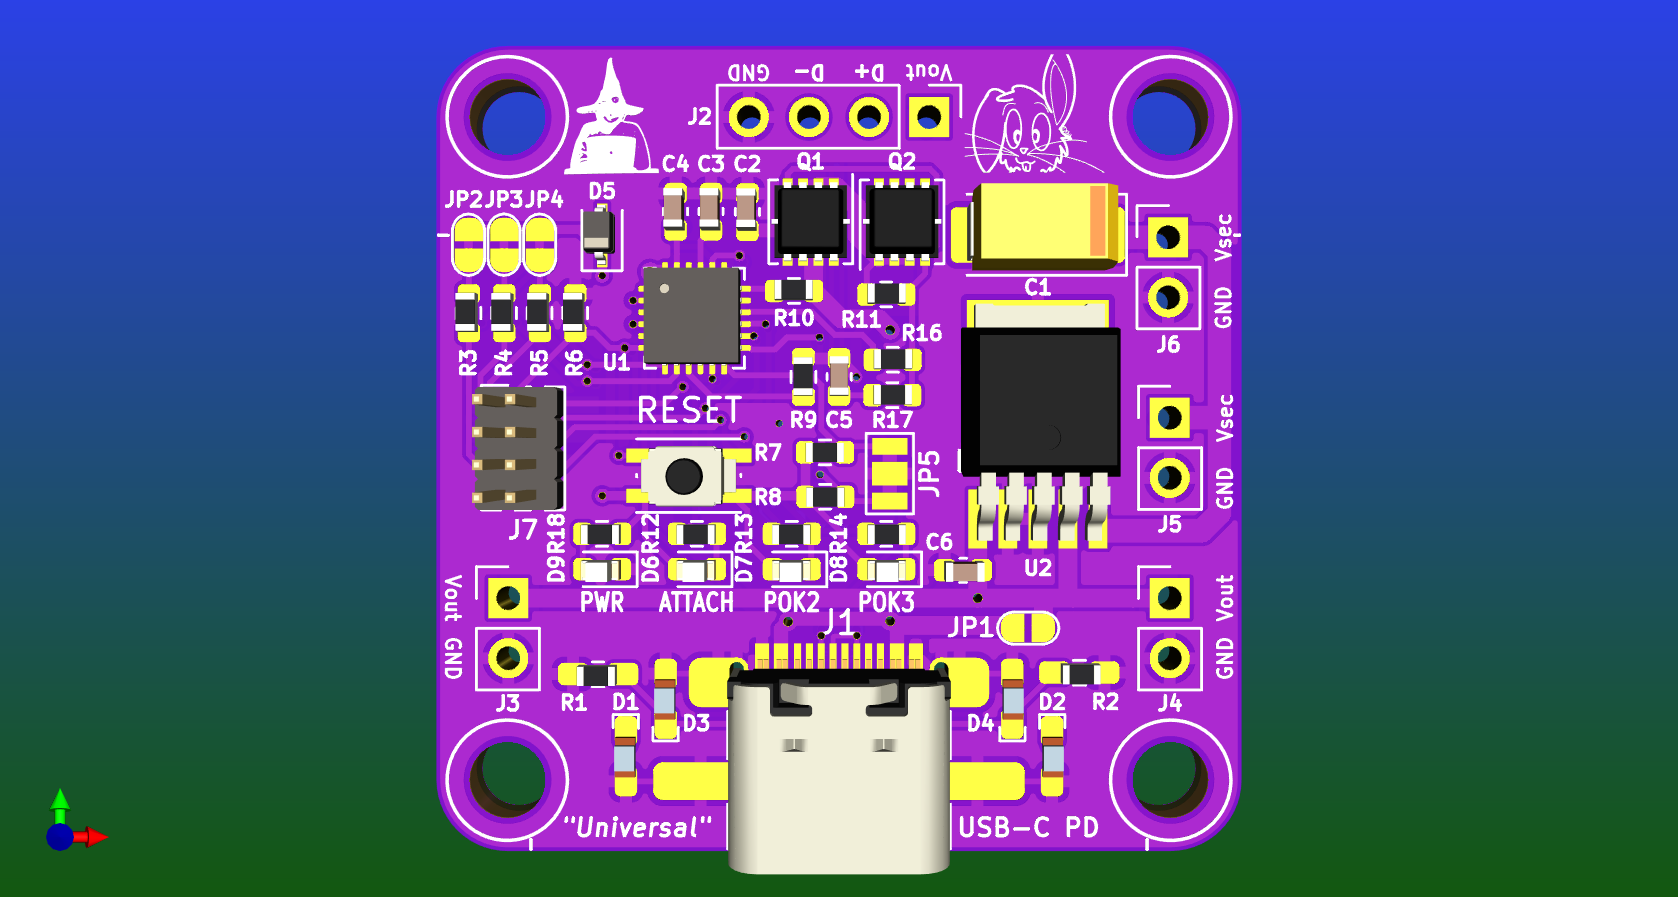 GND D- D+ Vout
J2
C4 C3 C2 Q1 Q2
JP2 JP3 JP4 D5
Vsec
C1
GND
R10 R11 R16
J6
R3 R4 R5 R6 U1
RESET
R9 C5 R17
Vsec
R7
JP5
GND
R8
J7
J5
D9 R18 D6 R12 D7 R13 D8 R14
C6
U2
PWR ATTACH POK2 POK3
Vout
Vout
J1
JP1
GND
GND
J3
R1 D1 D3
D4 D2 R2
J4
"Universal" USB-C PD